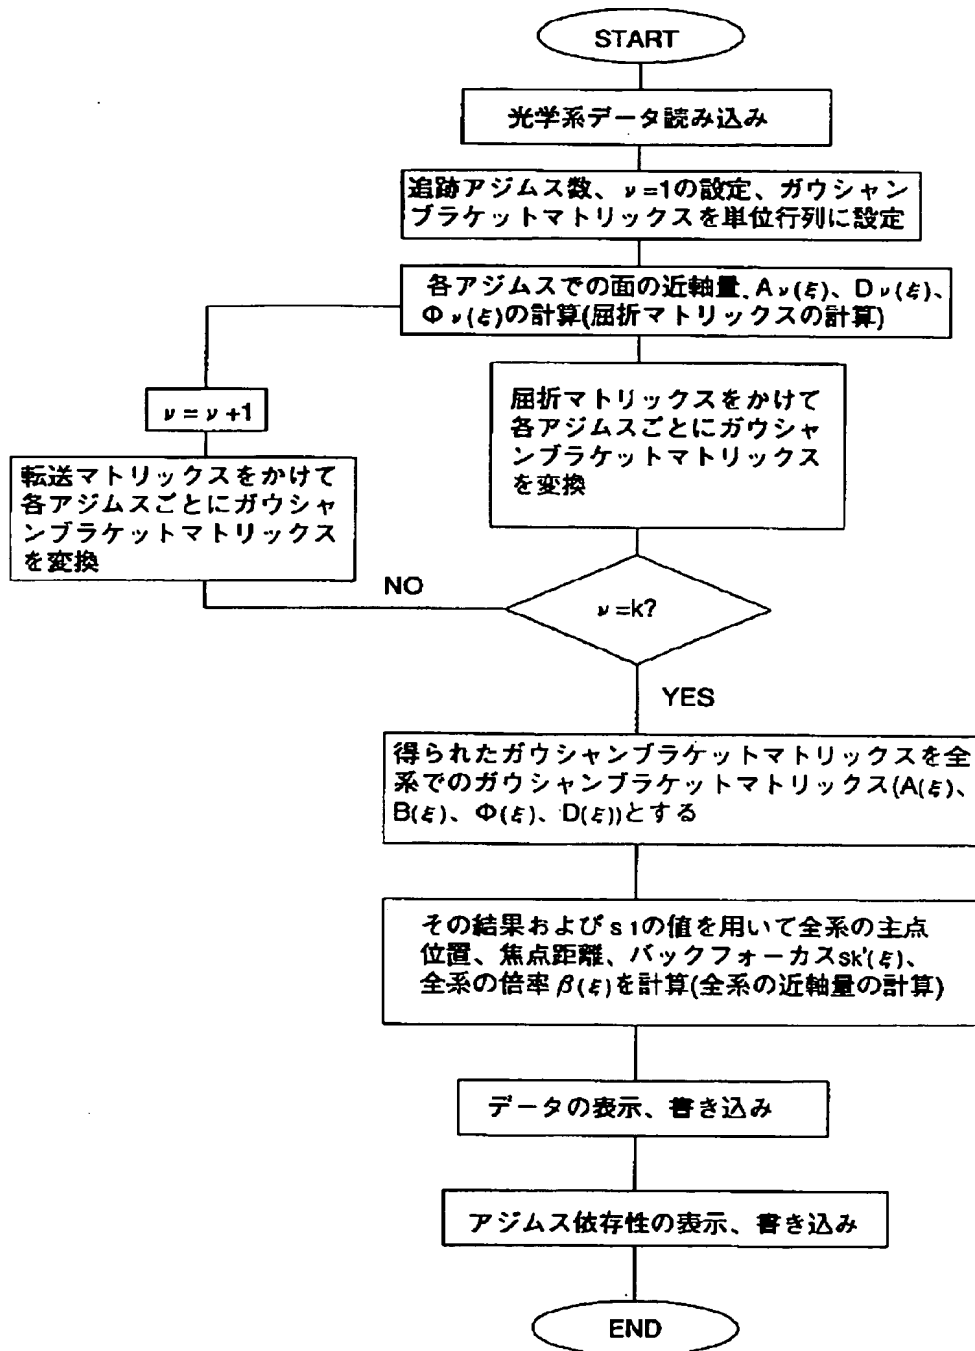 START
光学系データ読み込み
追跡アジムス数、ν=1の設定、ガウシャン
ブラケットマトリックスを単位行列に設定
各アジムスでの面の近軸量、Aν(ξ)、Dν(ξ)、
Φν(ξ)の計算(屈折マトリックスの計算)
屈折マトリックスをかけて
各アジムスごとにガウシャ
ンブラケットマトリックス
を変換
ν=ν+1
転送マトリックスをかけて
各アジムスごとにガウシャ
ンブラケットマトリックス
を変換
NO
ν=k?
YES
得られたガウシャンブラケットマトリックスを全
系でのガウシャンブラケットマトリックス(A(ξ)、
B(ξ)、Φ(ξ)、D(ξ))とする
その結果およびs1の値を用いて全系の主点
位置、焦点距離、バックフォーカスsk'(ξ)、
全系の倍率β(ξ)を計算(全系の近軸量の計算)
データの表示、書き込み
アジムス依存性の表示、書き込み
END